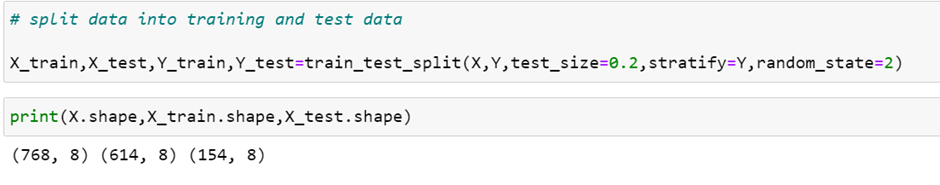 # split data into training and test data
X_train,X_test,Y_train,Y_test=train_test_split(X,Y,test_size=0.2,stratify=Y,random_state=2)
print(X.shape,X_train.shape,X_test.shape)
(768, 8) (614, 8) (154, 8)